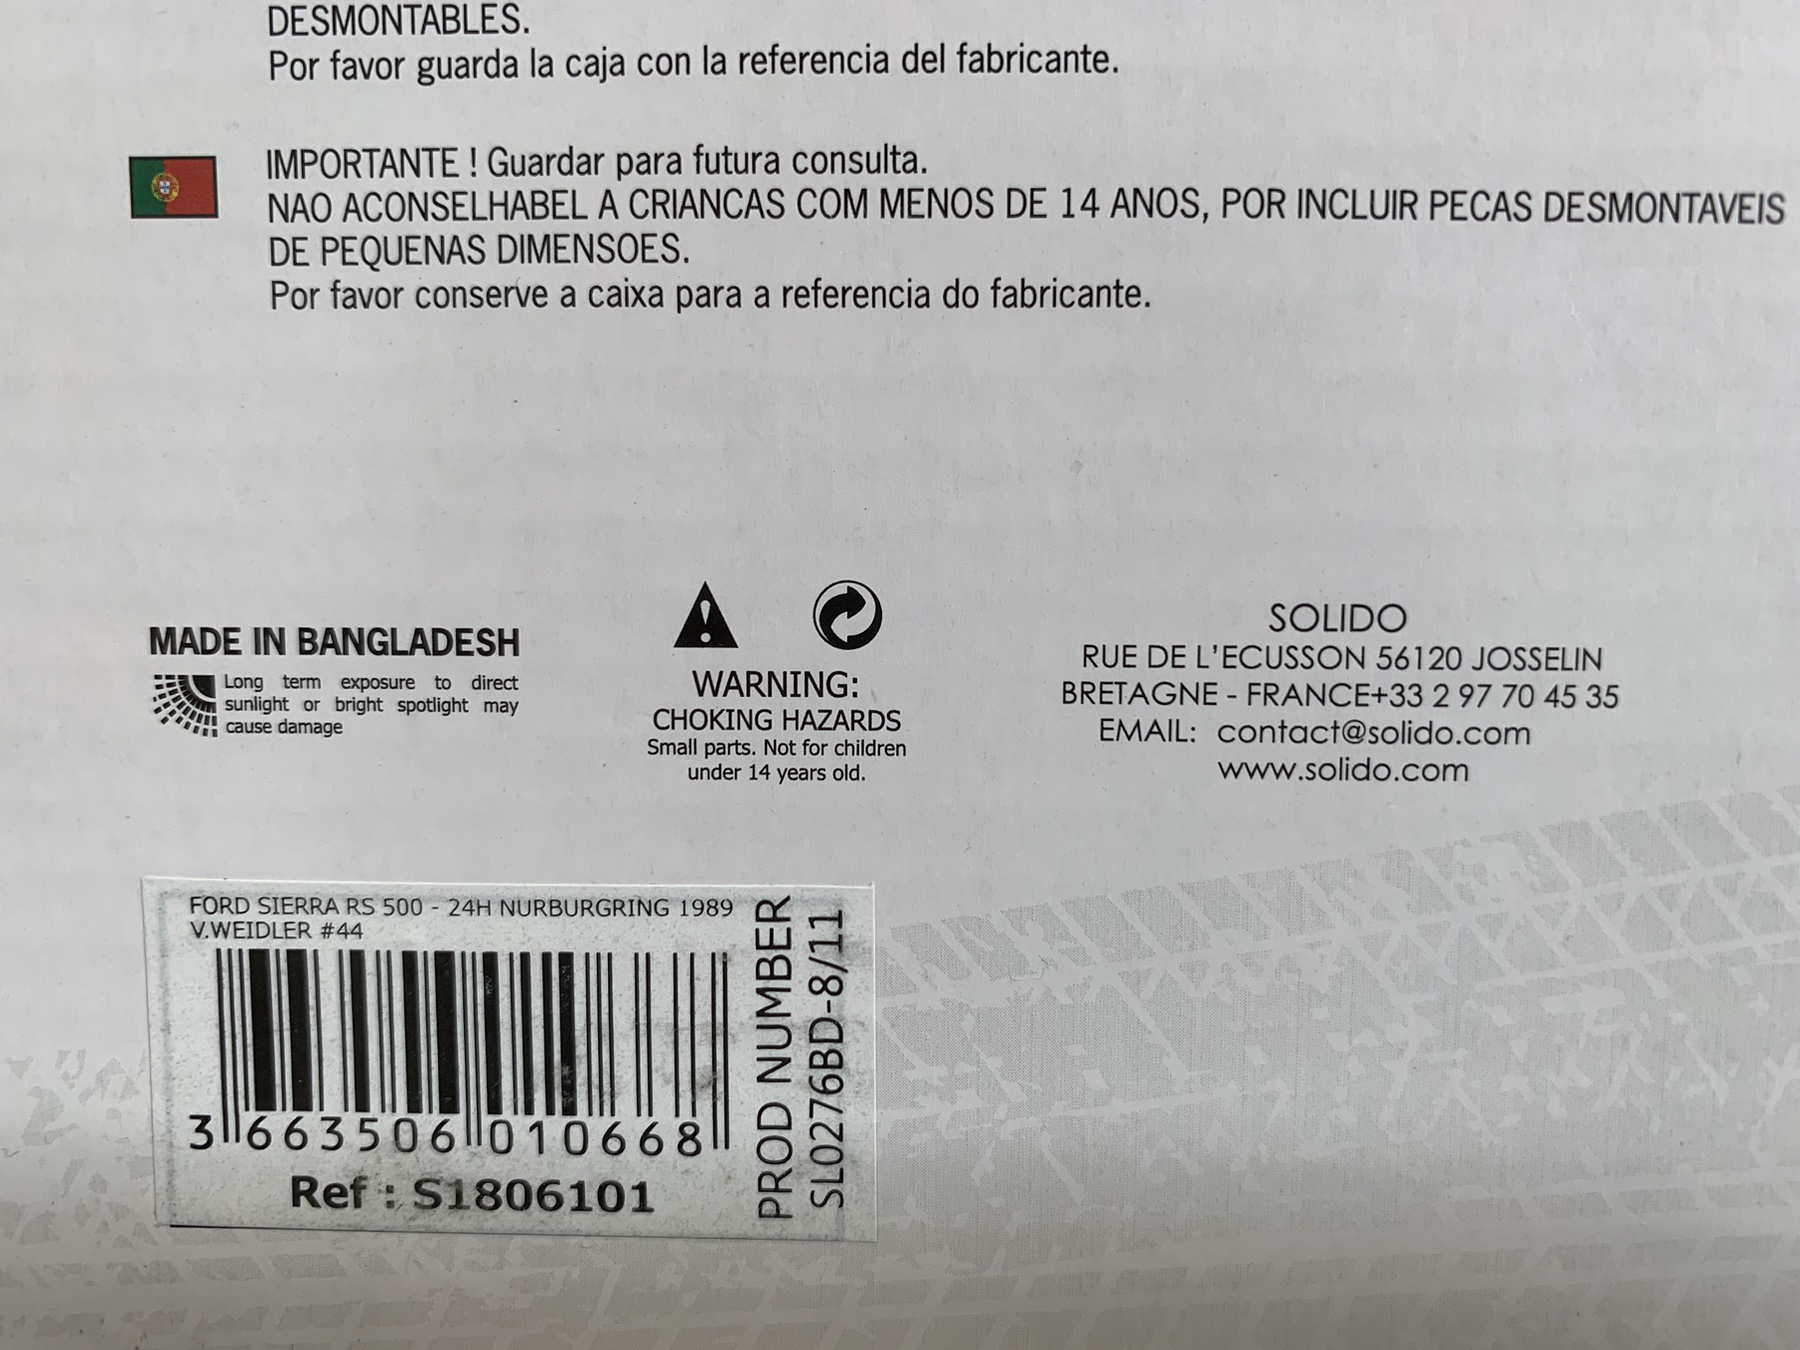 DESMONTABLES.
Por favor guarda la caja con la referencia del fabricante.
IMPORTANTE ! Guardar para futura consulta.
NAO ACONSELHABEL A CRIANCAS COM MENOS DE 14 ANOS, POR INCLUIR PECAS DESMONTAVEIS
DE PEQUENAS DIMENSOES.
Por favor conserve a caixa para a referencia do fabricante.
MADE IN BANGLADESH
Long term exposure to direct
sunlight or bright spotlight may
cause damage
WARNING:
CHOKING HAZARDS
Small parts. Not for children
under 14 years old.
SOLIDO
RUE DE L'ECUSSON 56120 JOSSELIN
BRETAGNE - FRANCE+33 2 97 70 45 35
EMAIL: contact@solido.com
www.solido.com
FORD SIERRA RS 500 - 24H NURBURGRING 1989
V.WEIDLER #44
3 663506 010668
Ref : S1806101
PROD NUMBER
SL0276BD-8/11